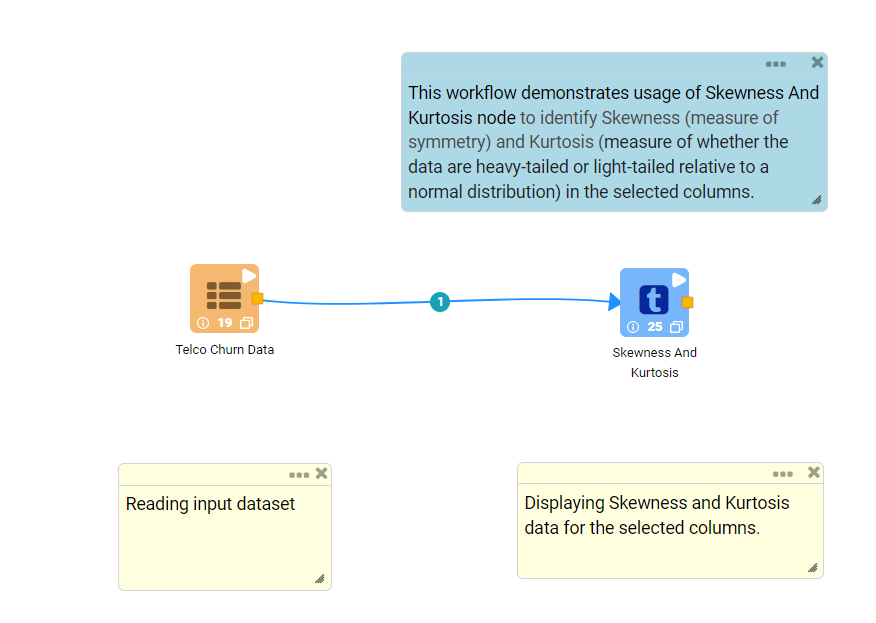 This workflow demonstrates usage of Skewness And
Kurtosis node to identify Skewness (measure of
symmetry) and Kurtosis (measure of whether the
data are heavy-tailed or light-tailed relative to a
normal distribution) in the selected columns.
1
19
t
25
Telco Churn Data
Skewness And
Kurtosis
Reading input dataset
Displaying Skewness and Kurtosis
data for the selected columns.